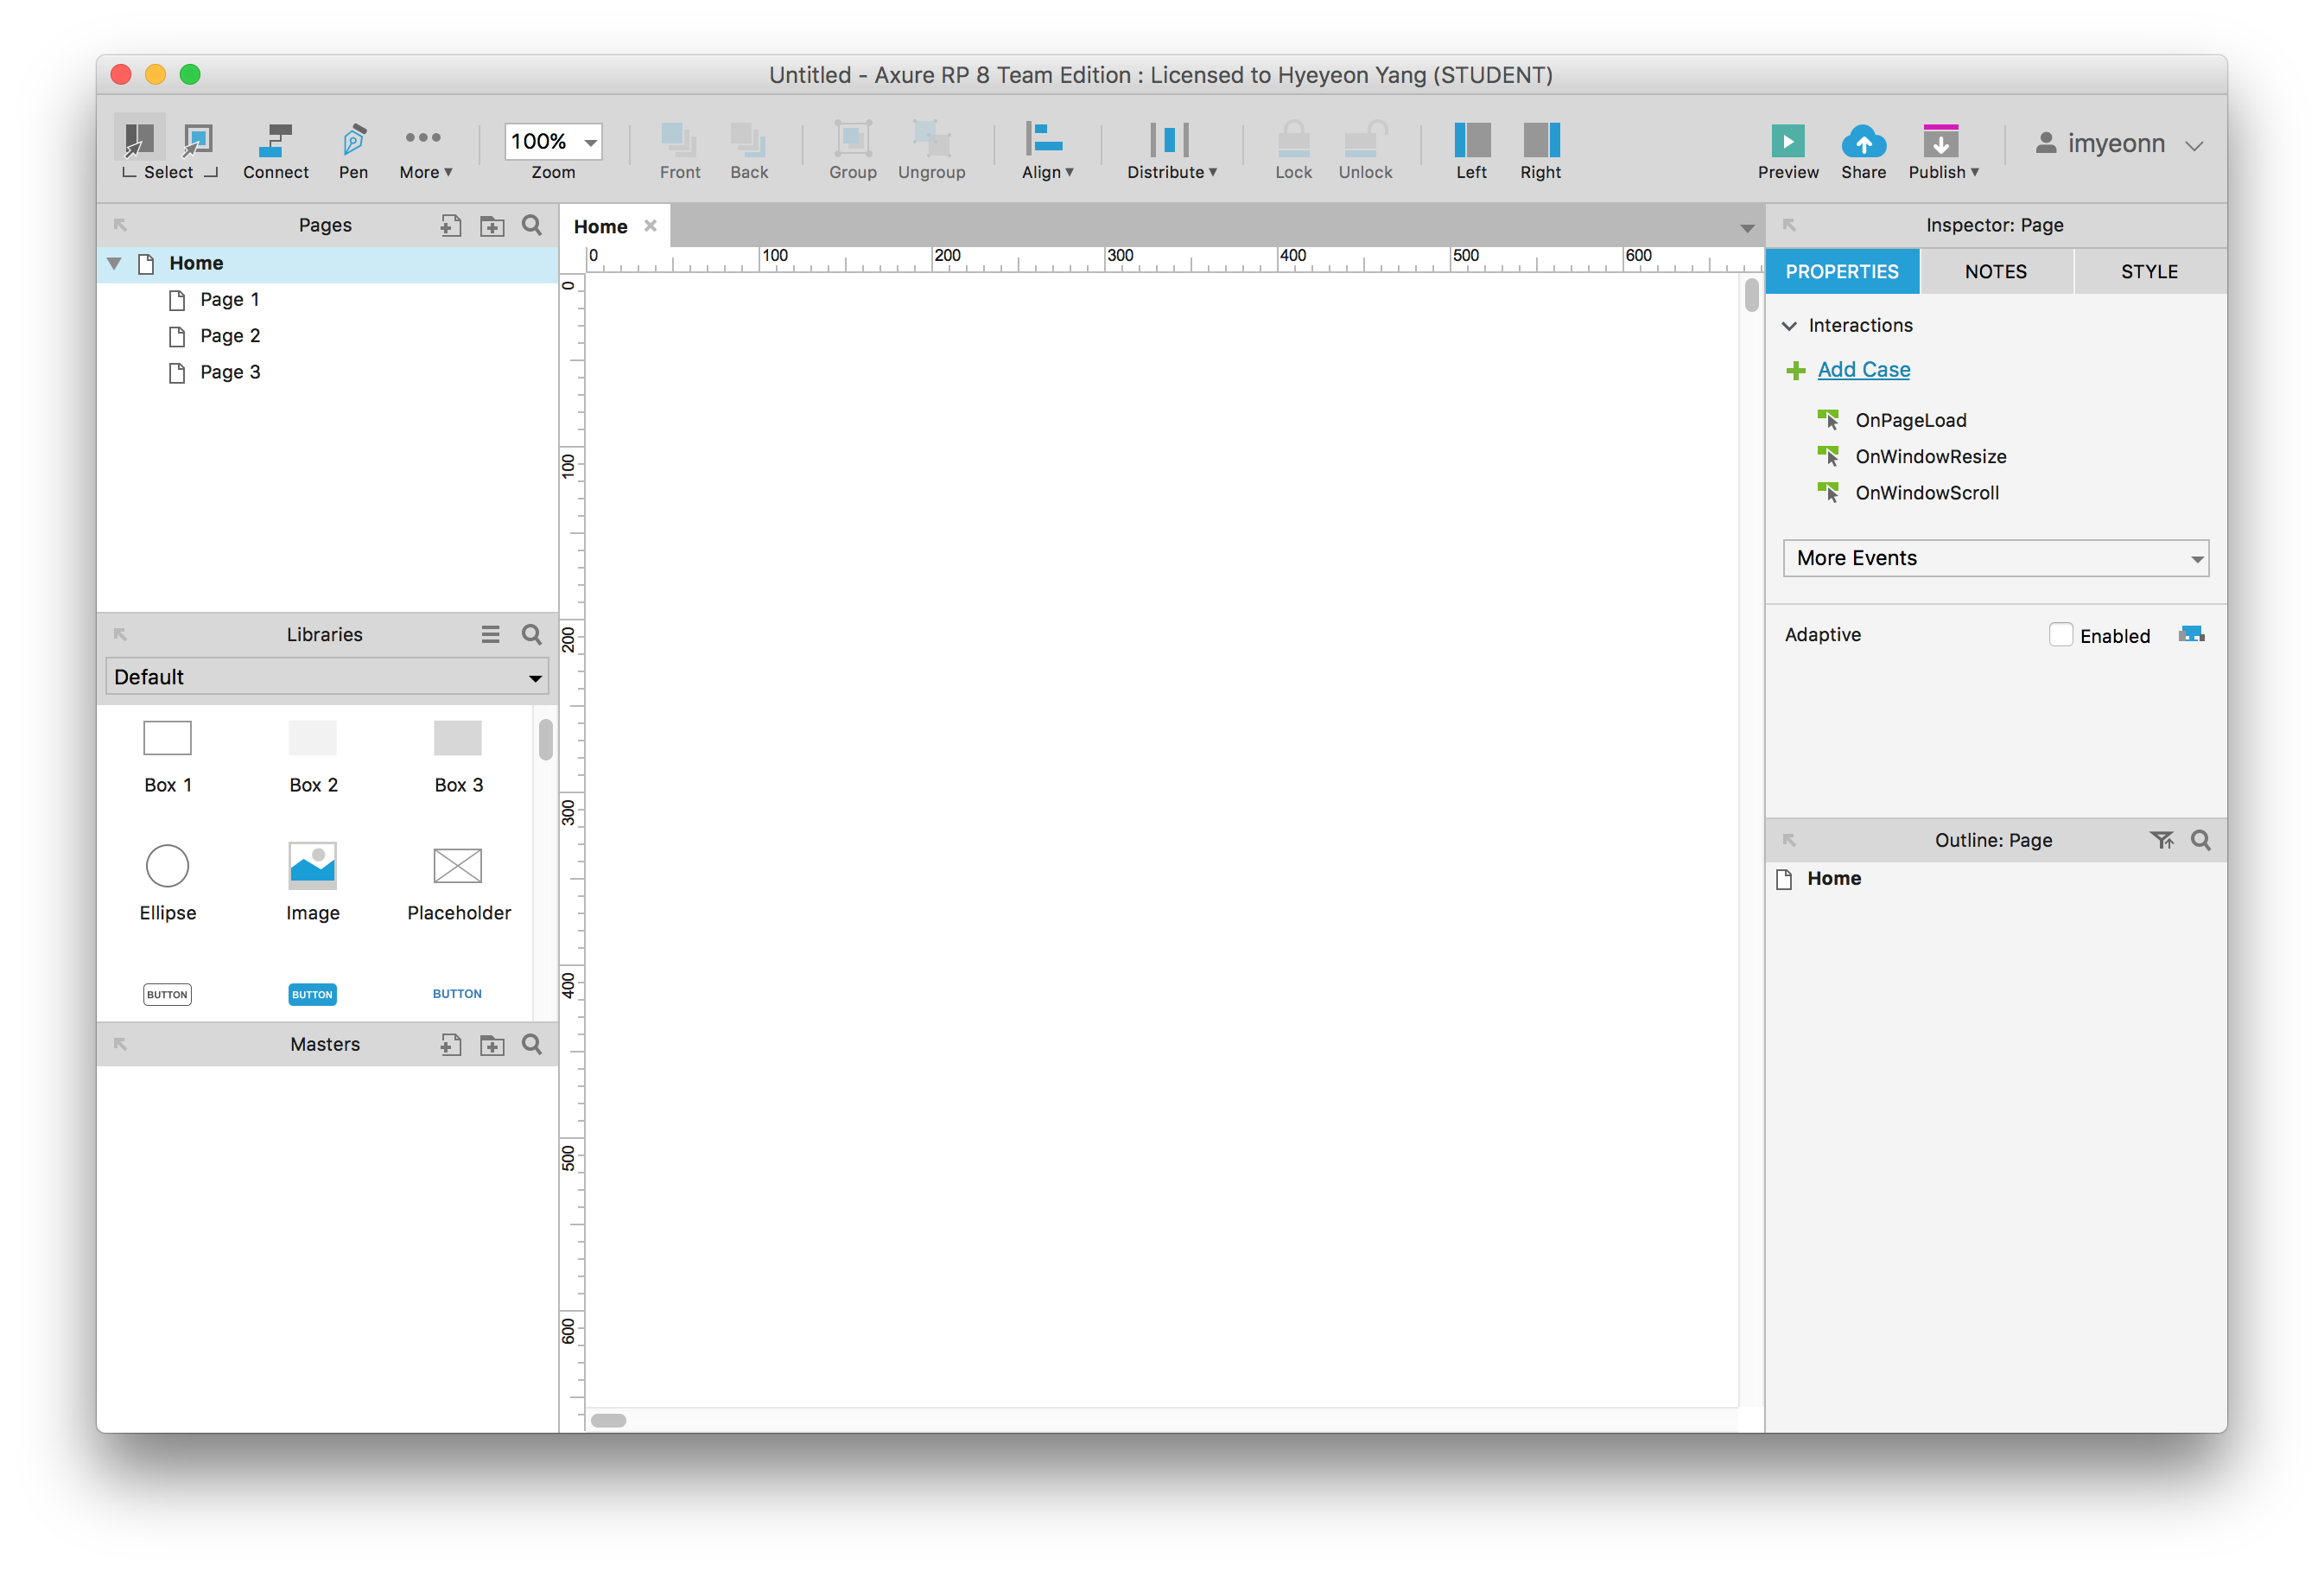 Untitled - Axure RP 8 Team Edition : Licensed to Hyeyeon Yang (STUDENT)
Select Connect Pen More ▾ 100% Zoom Front Back Group Ungroup Align ▾ Distribute ▾ Lock Unlock Left Right Preview Share Publish ▾ imyeonn
Pages
Home
Page 1
Page 2
Page 3
Libraries
Default
Box 1 Box 2 Box 3
Ellipse Image Placeholder
BUTTON BUTTON BUTTON
Masters
Home
0 100 200 300 400 500 600
0
100
200
300
400
500
600
Inspector: Page
PROPERTIES NOTES STYLE
Interactions
Add Case
OnPageLoad
OnWindowResize
OnWindowScroll
More Events
Adaptive Enabled
Outline: Page
Home